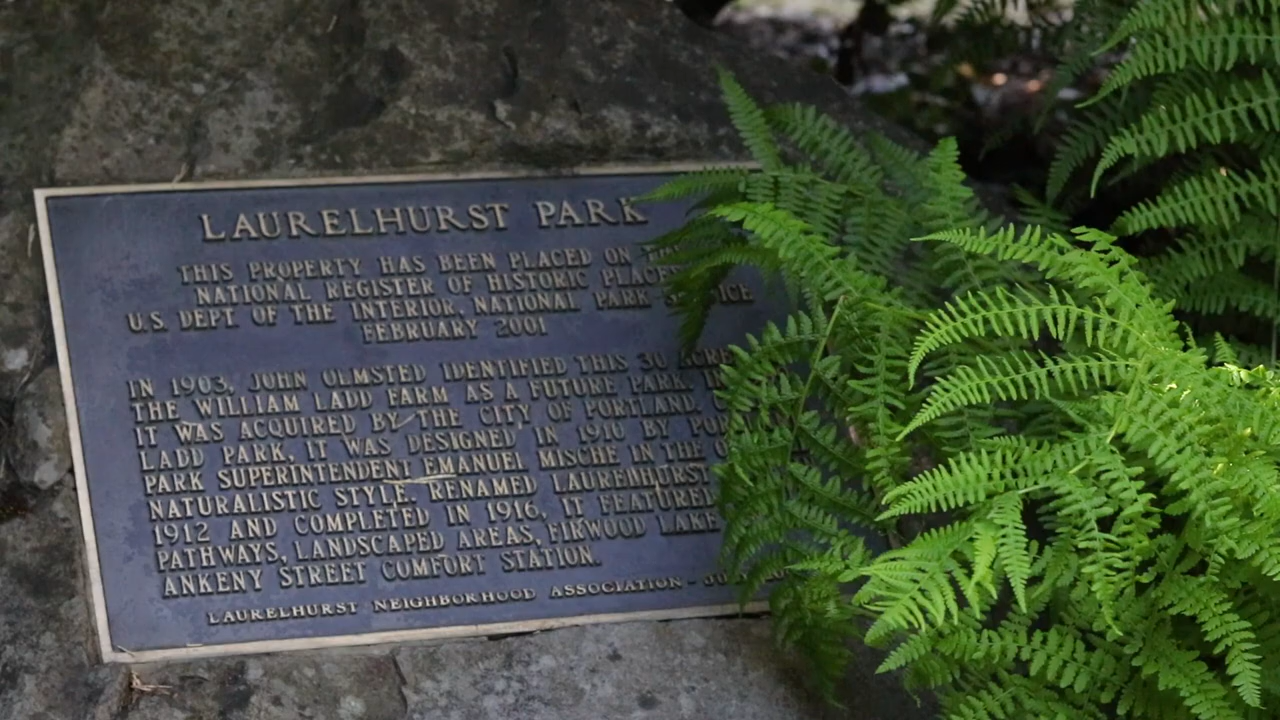 LAURELHURST PARK
THIS PROPERTY HAS BEEN PLACED ON
NATIONAL REGISTER OF HISTORIC PLACES
U.S. DEPT OF THE INTERIOR, NATIONAL PARK SERVICE
FEBRUARY 2001
IN 1903, JOHN OLMSTED IDENTIFIED THIS 30 ACRE
THE WILLIAM LADD FARM AS A FUTURE PARK.
IT WAS ACQUIRED BY THE CITY OF PORTLAND.
LADD PARK, IT WAS DESIGNED IN 1910 BY
PARK SUPERINTENDENT EMANUEL MISCHE IN THE
NATURALISTIC STYLE. RENAMED LAURELHURST
1912 AND COMPLETED IN 1916, IT FEATURED
PATHWAYS, LANDSCAPED AREAS, FIRWOOD LAKE
ANKENY STREET COMFORT STATION.
LAURELHURST NEIGHBORHOOD ASSOCIATION -